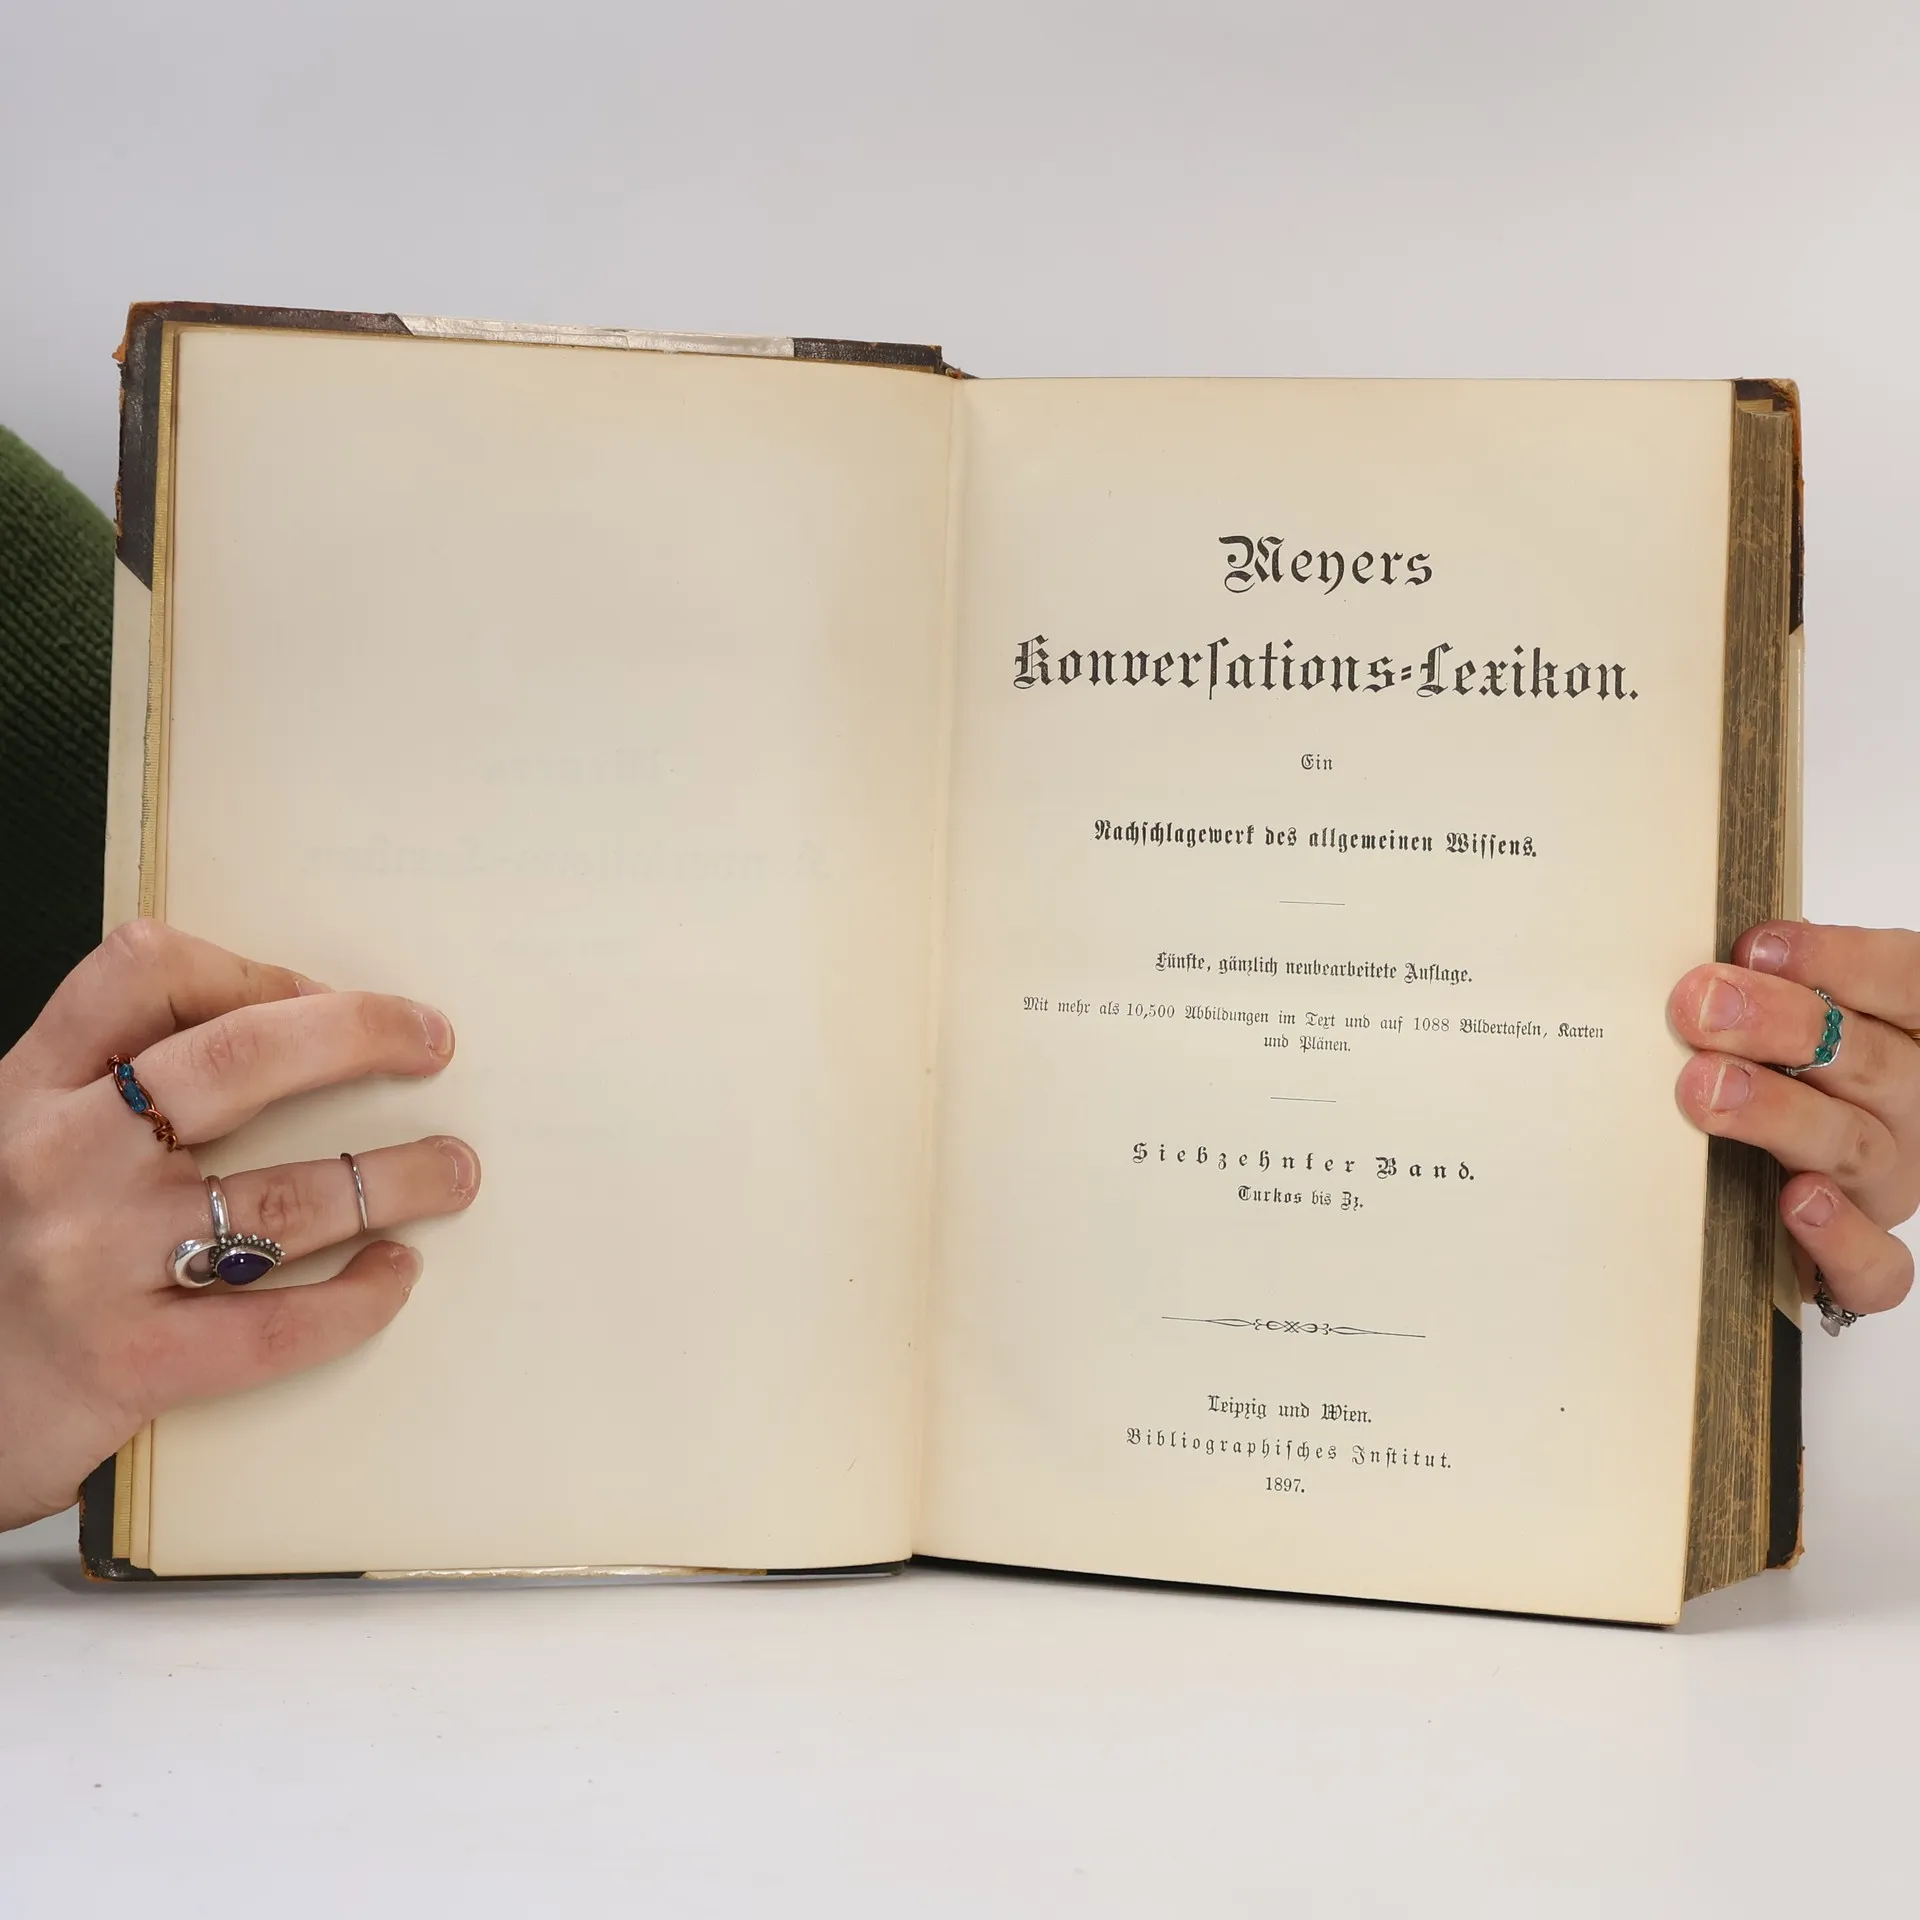 Meyers
Konverſations-Lexikon.
Ein
Nachſchlagewerk des allgemeinen Wiſſens.
Fünfte, gänzlich neubearbeitete Auflage.
Mit mehr als 10,500 Abbildungen im Text und auf 1088 Bildertafeln, Karten
und Plänen.
Siebzehnter Band.
Turkos bis Zz.
Leipzig und Wien.
Bibliographiſches Inſtitut.
1897.